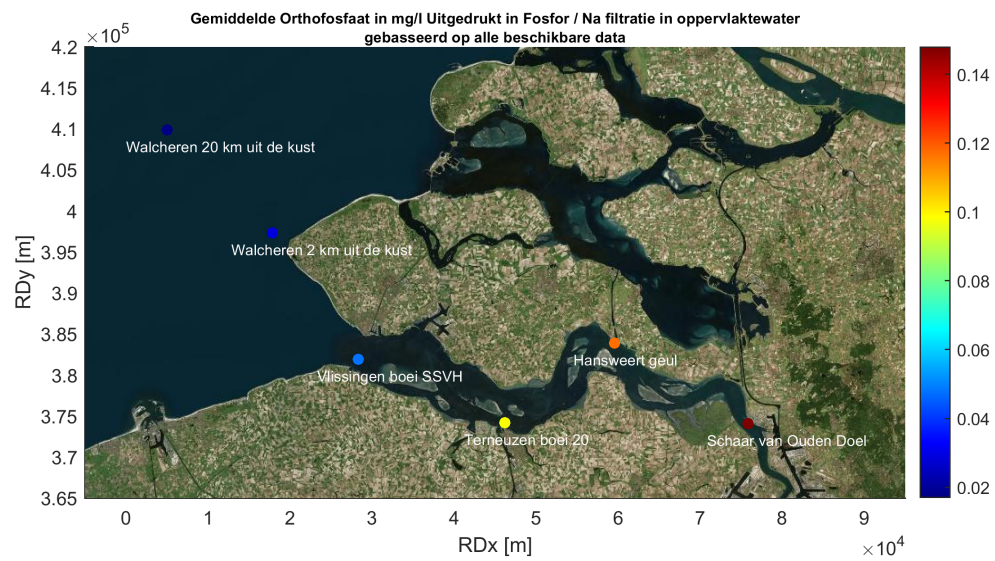 Gemiddelde Orthofosfaat in mg/l Uitgedrukt in Fosfor / Na filtratie in oppervlaktewater
gebasseerd op alle beschikbare data
×10⁵
4.2
4.15
4.1
4.05
4
3.95
3.9
3.85
3.8
3.75
3.7
3.65
RDy [m]
Walcheren 20 km uit de kust
Walcheren 2 km uit de kust
Vlissingen boei SSVH
Hansweert geul
Terneuzen boei 20
Schaar van Ouden Doel
0 1 2 3 4 5 6 7 8 9
RDx [m]
×10⁴
0.14
0.12
0.1
0.08
0.06
0.04
0.02